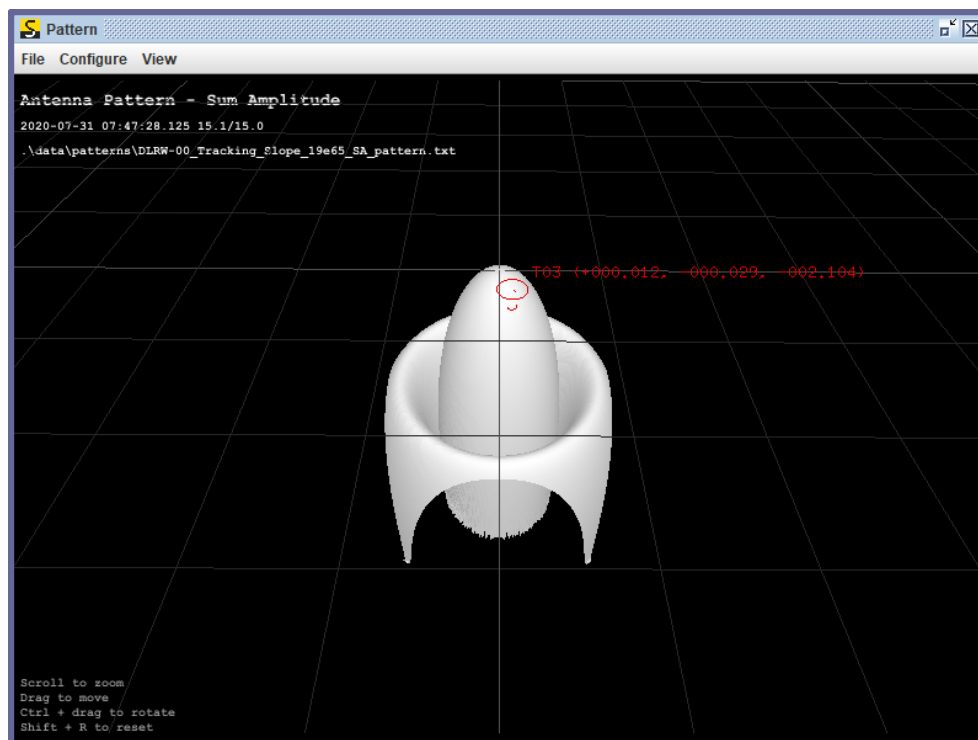 Pattern
File Configure View
Antenna Pattern - Sum Amplitude
2020-07-31 07:47:28.125 15.1/15.0
.\data\patterns\DLRW-00_Tracking_Slope_19e65_SA_pattern.txt
T03 (+000.012, -000.029, -002.104)
Scroll to zoom
Drag to move
Ctrl + drag to rotate
Shift + R to reset